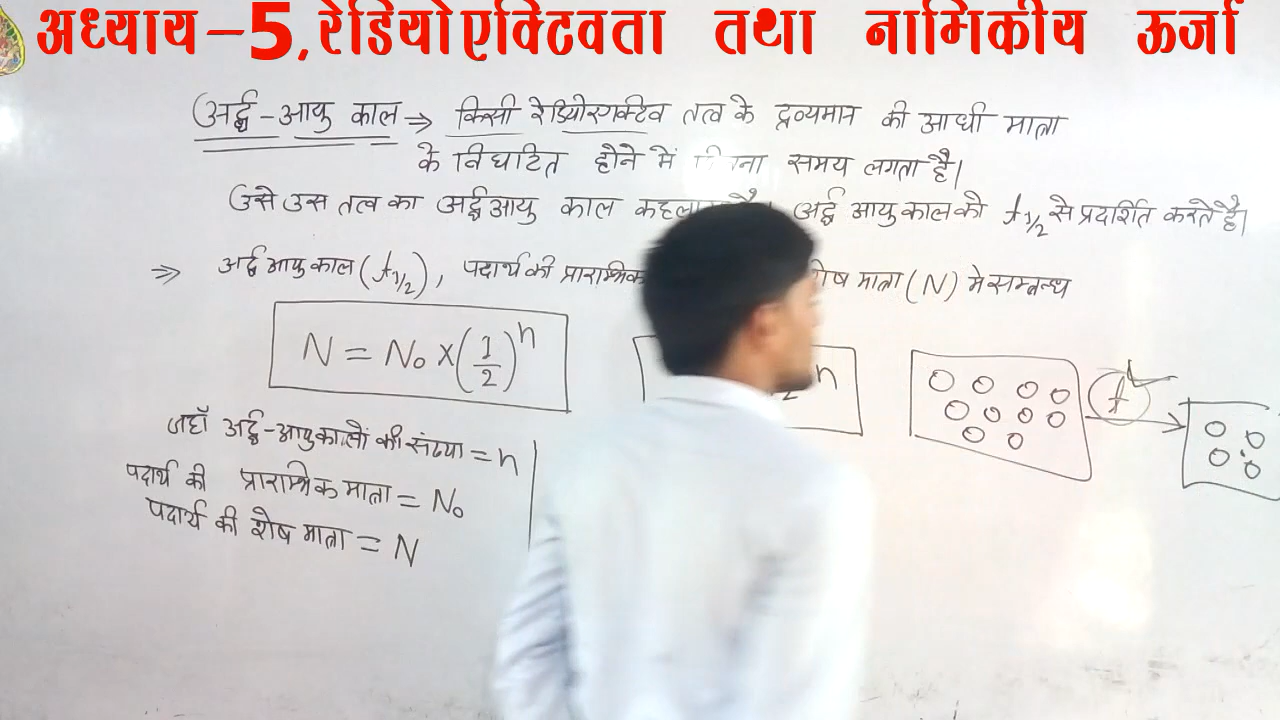 अध्याय-5, रेडियोएक्टिवता तथा नामिकीय ऊर्जा
अर्द्ध-आयु काल ⇒ किसी रेडियोएक्टिव तत्व के द्रव्यमान की आधी मात्रा
के विघटित होने में समय लगता है।
उसे उस तत्व का अर्द्धआयु काल अर्द्ध आयुकाल को t1/2 से प्रदर्शित करते है।
⇒ अर्द्ध आयुकाल (t1/2), पदार्थ की प्रारम्भिक शेष मात्रा (N) में सम्बन्ध
N = N₀ × (1/2)ⁿ
n
t
जहाँ अर्द्ध-आयुकालों की संख्या = n
पदार्थ की प्रारम्भिक मात्रा = N₀
पदार्थ की शेष मात्रा = N